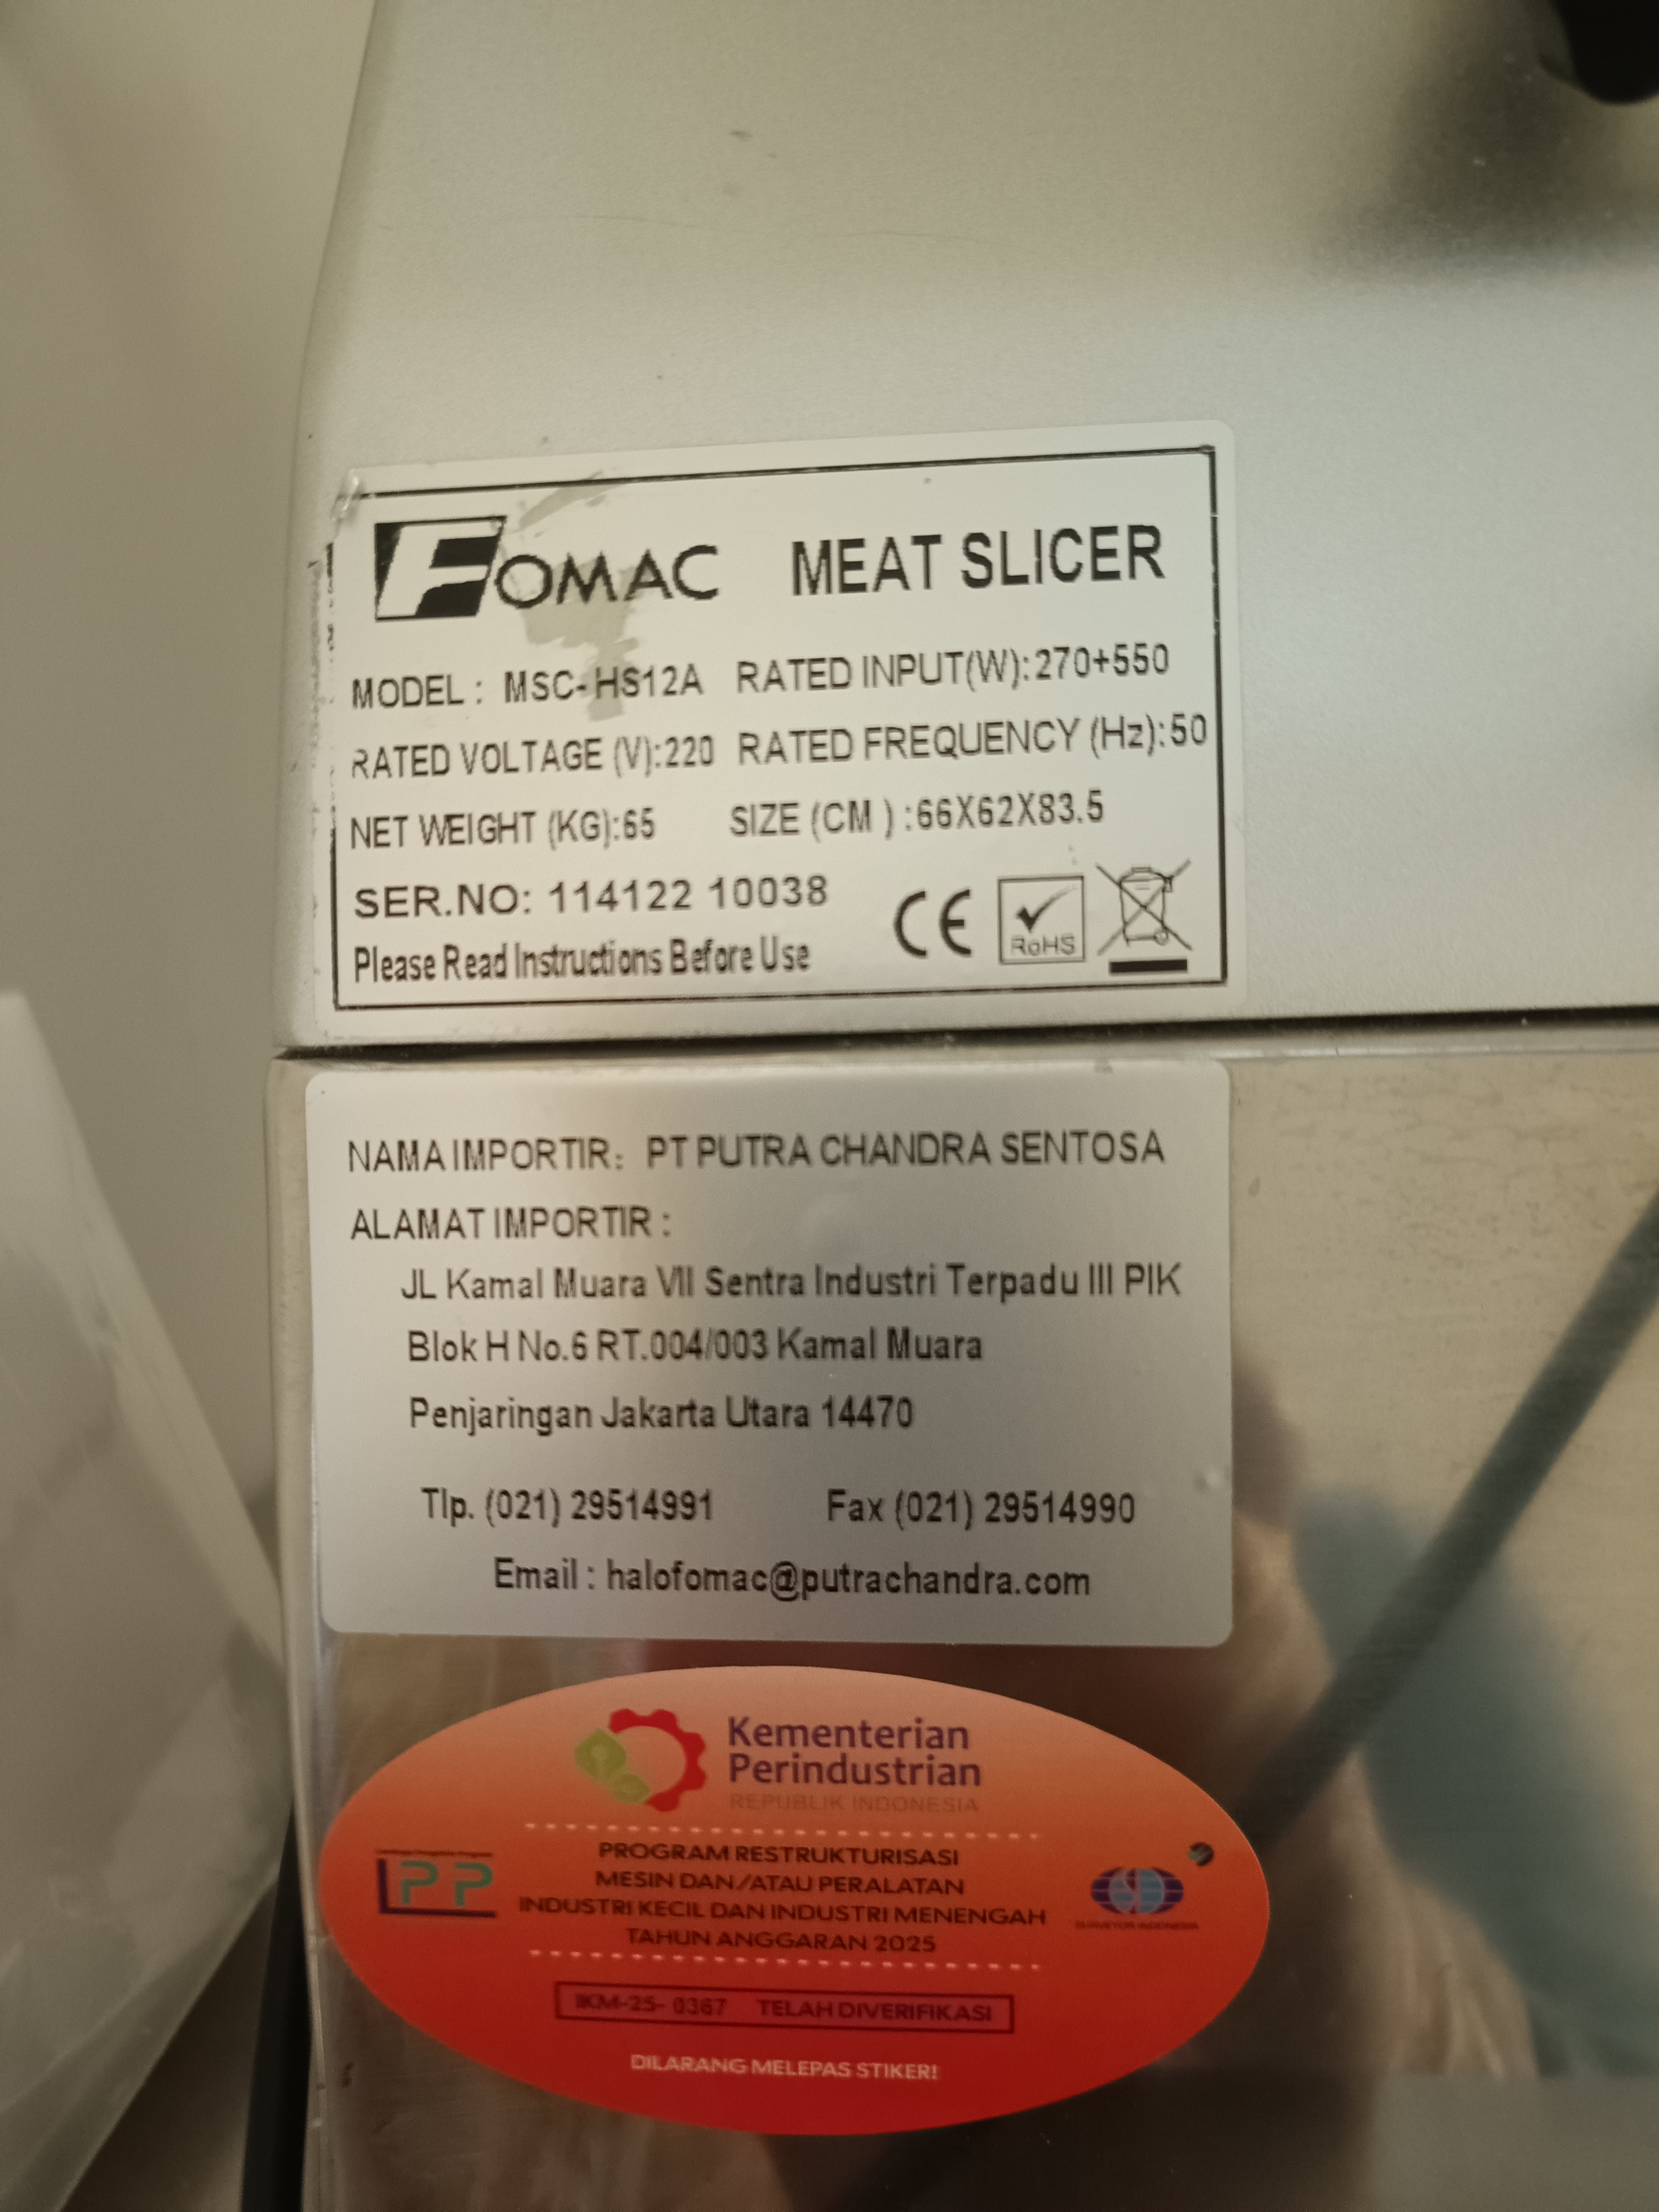 FOMAC MEAT SLICER
MODEL : MSC-HS12A RATED INPUT(W):270+550
RATED VOLTAGE (V):220 RATED FREQUENCY (Hz):50
NET WEIGHT (KG):65 SIZE (CM ) :66X62X83.5
SER.NO: 114122 10038
CE RoHS
Please Read Instructions Before Use
NAMA IMPORTIR: PT PUTRA CHANDRA SENTOSA
ALAMAT IMPORTIR :
JL Kamal Muara VII Sentra Industri Terpadu III PIK
Blok H No.6 RT.004/003 Kamal Muara
Penjaringan Jakarta Utara 14470
Tlp. (021) 29514991 Fax (021) 29514990
Email : halofomac@putrachandra.com
Kementerian
Perindustrian
REPUBLIK INDONESIA
PROGRAM RESTRUKTURISASI
MESIN DAN/ATAU PERALATAN
INDUSTRI KECIL DAN INDUSTRI MENENGAH
TAHUN ANGGARAN 2025
LPP
SURVEYOR INDONESIA
IKM-25- 0367 TELAH DIVERIFIKASI
DILARANG MELEPAS STIKER!